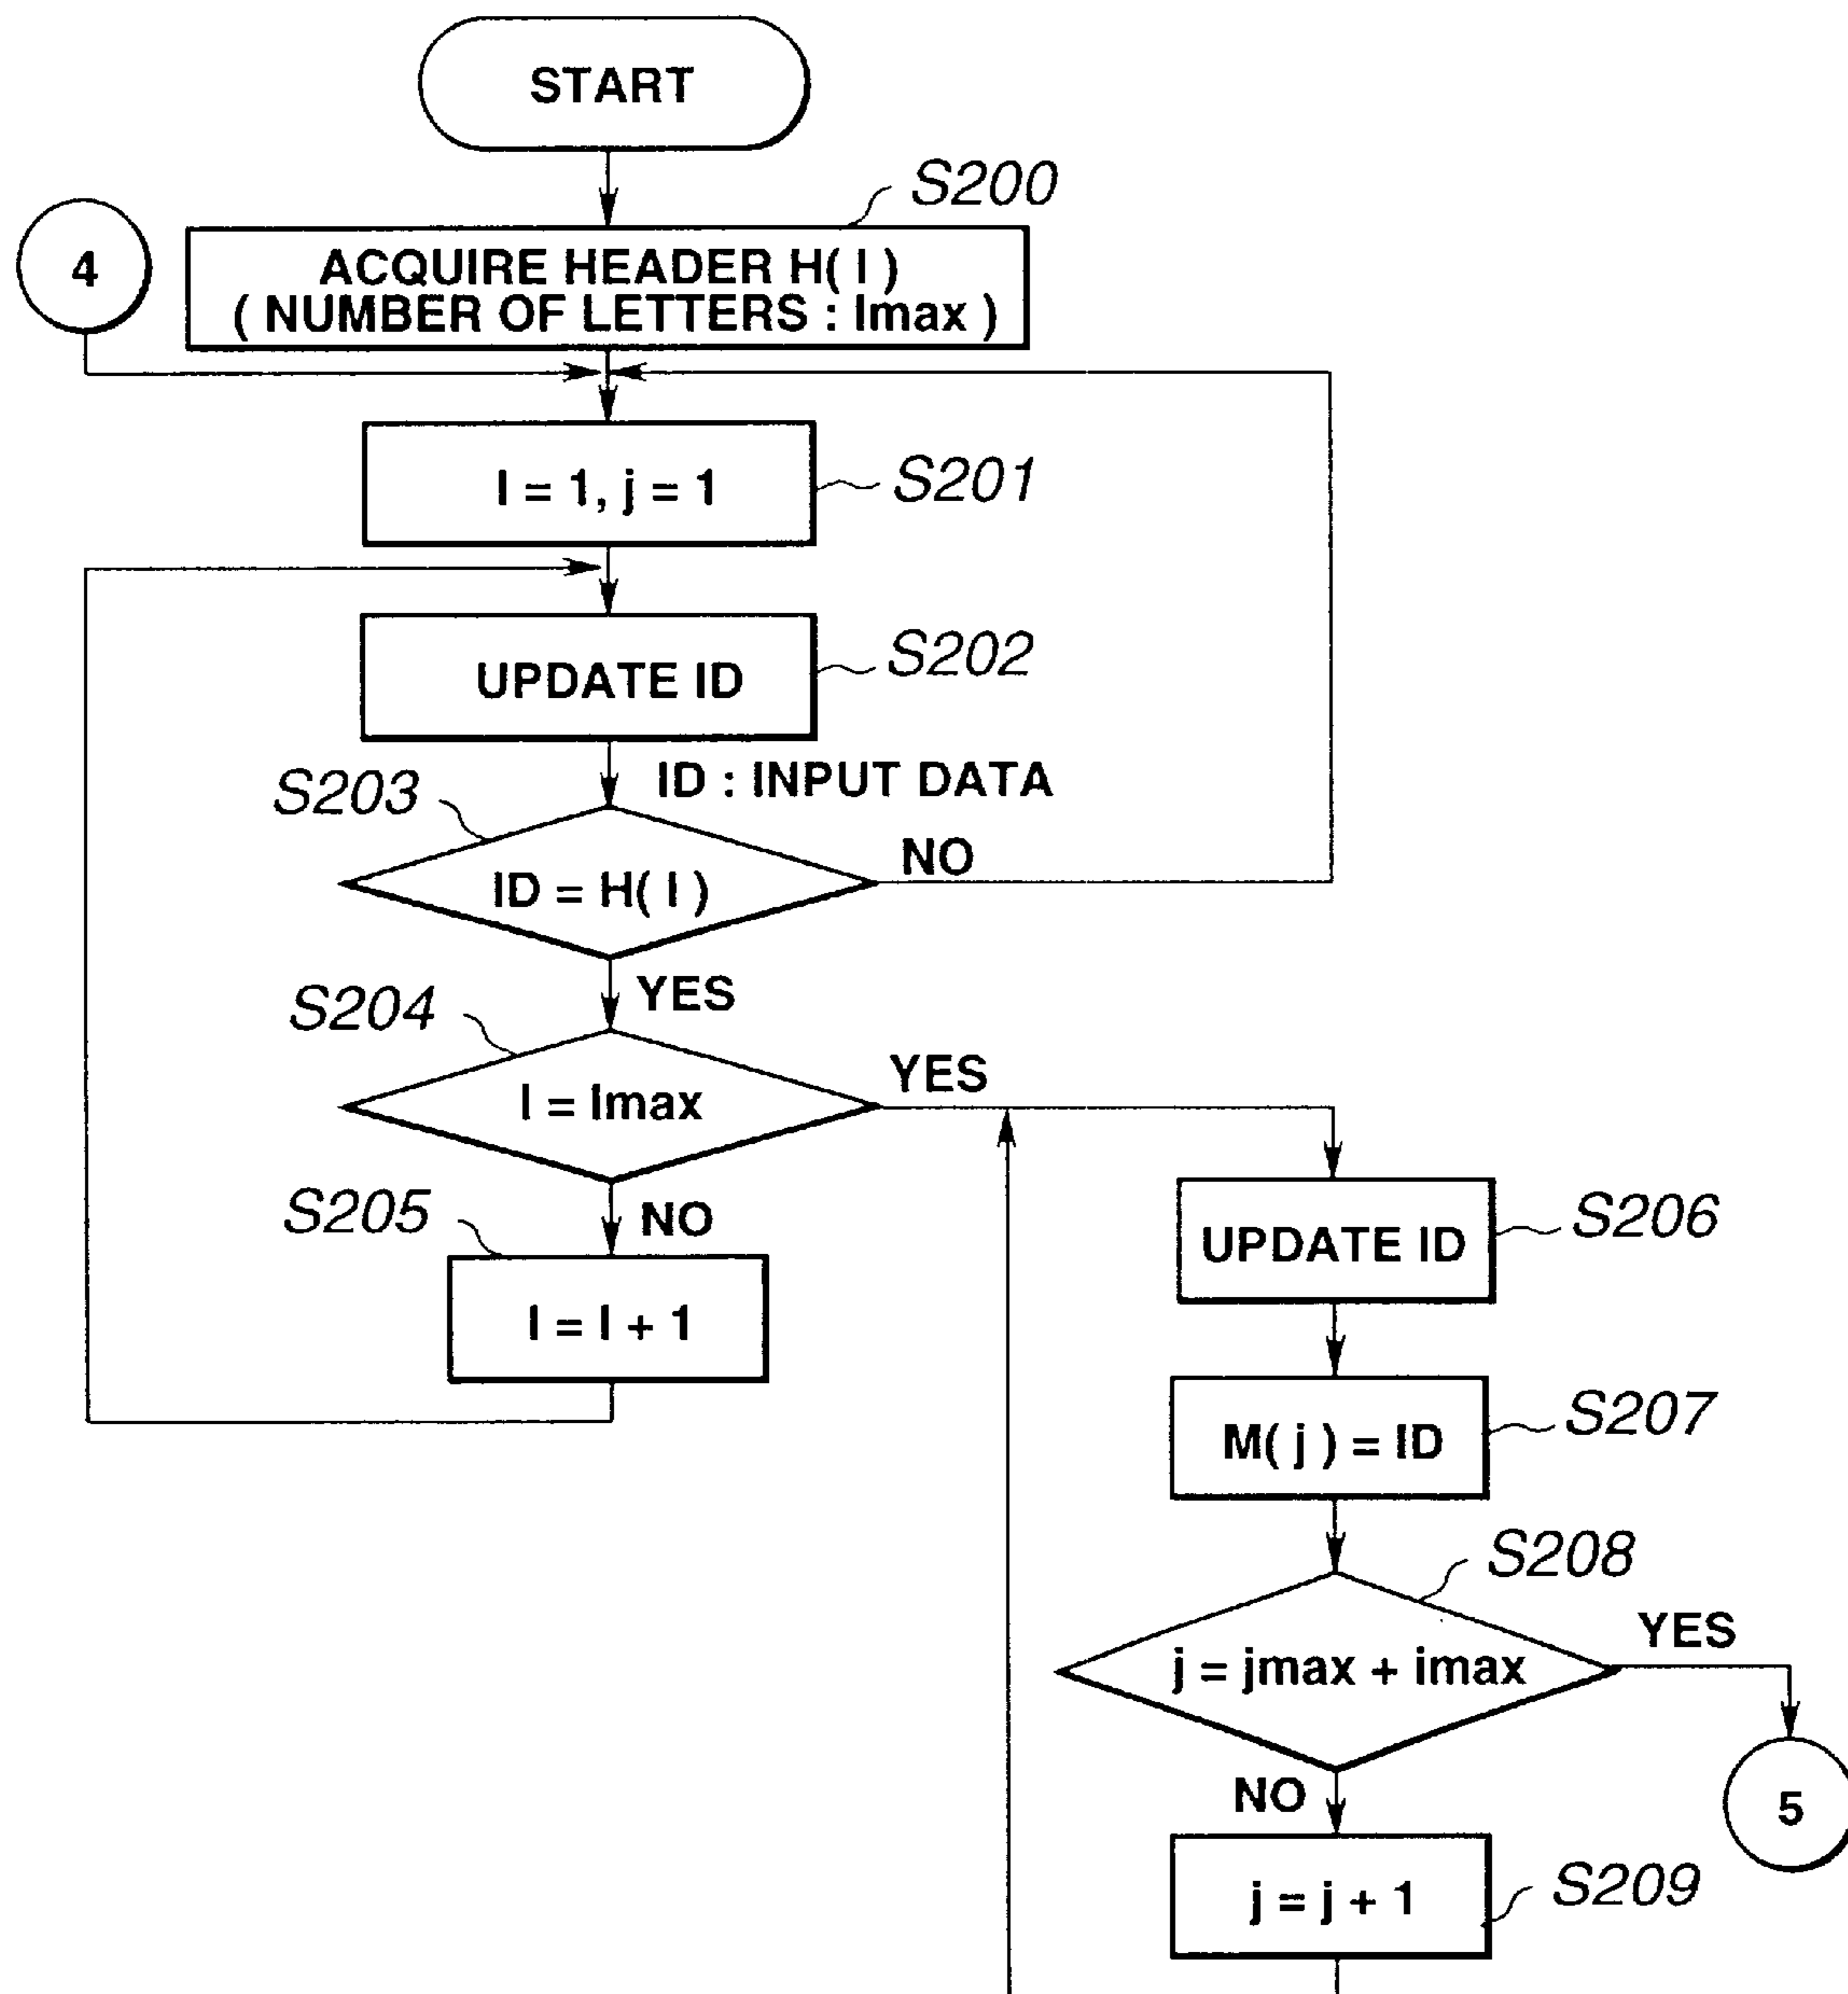 START
S200
4
ACQUIRE HEADER H( I )
( NUMBER OF LETTERS : Imax )
I = 1, j = 1
S201
UPDATE ID
S202
ID : INPUT DATA
S203
ID = H( I )
NO
YES
S204
I = Imax
YES
NO
S205
I = I + 1
UPDATE ID
S206
M( j ) = ID
S207
S208
j = jmax + imax
YES
NO
5
j = j + 1
S209